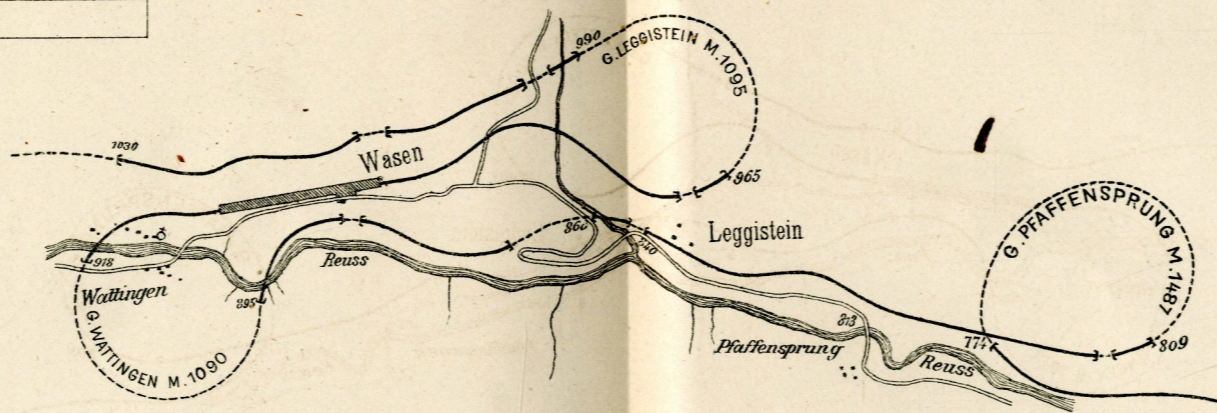 990
G. LEGGISTEIN M. 1095
1030
Wasen
965
860
Leggistein
840
G. PFAFFENSPRUNG M. 1487
918
Reuss
Wattingen
895
G. WATTINGEN M. 1090
813
774
809
Pfaffensprung
Reuss